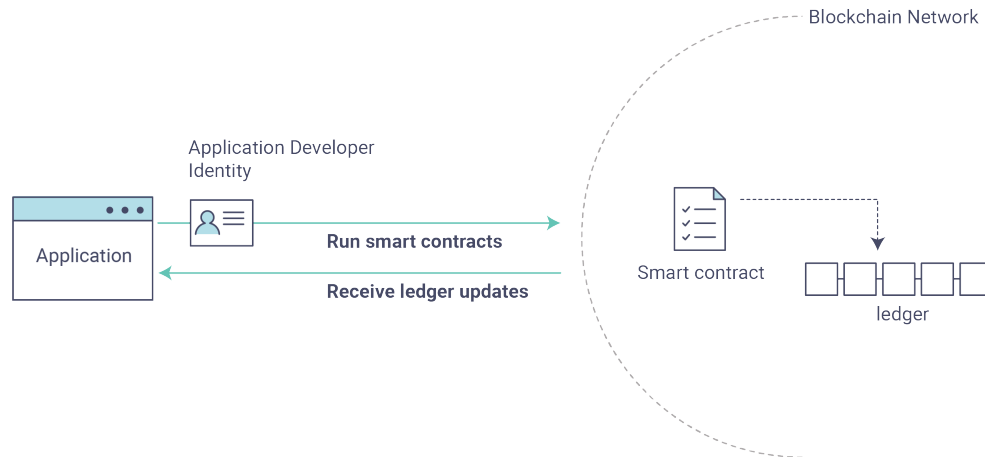 Blockchain Network
Application Developer
Identity
Application
Run smart contracts
Receive ledger updates
Smart contract
ledger